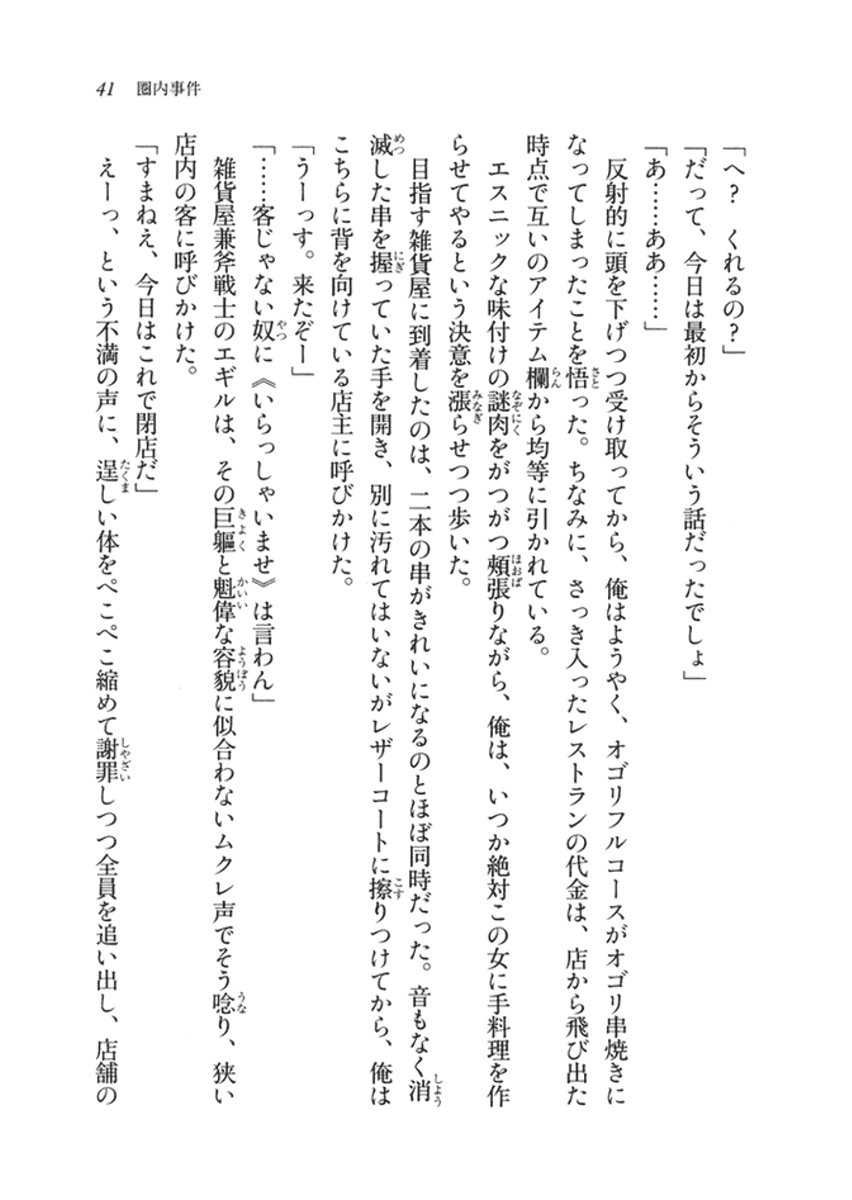 41 圏内事件
「へ？　くれるの？」
「だって、今日は最初からそういう話だったでしょ」
「あ……ああ……」
　反射的に頭を下げつつ受け取ってから、俺はようやく、オゴリフルコースがオゴリ串焼きに
なってしまったことを悟った。ちなみに、さっき入ったレストランの代金は、店から飛び出た
時点で互いのアイテム欄から均等に引かれている。
　エスニックな味付けの謎肉をがつがつ頰張りながら、俺は、いつか絶対この女に手料理を作
らせてやるという決意を漲らせつつ歩いた。
　目指す雑貨屋に到着したのは、二本の串がきれいになるのとほぼ同時だった。音もなく消
滅した串を握っていた手を開き、別に汚れてはいないがレザーコートに擦りつけてから、俺は
こちらに背を向けている店主に呼びかけた。
「うーっす。来たぞー」
「……客じゃない奴に《いらっしゃいませ》は言わん」
　雑貨屋兼斧戦士のエギルは、その巨軀と魁偉な容貌に似合わないムクレ声でそう唸り、狭い
店内の客に呼びかけた。
「すまねえ、今日はこれで閉店だ」
　えーっ、という不満の声に、逞しい体をぺこぺこ縮めて謝罪しつつ全員を追い出し、店舗の